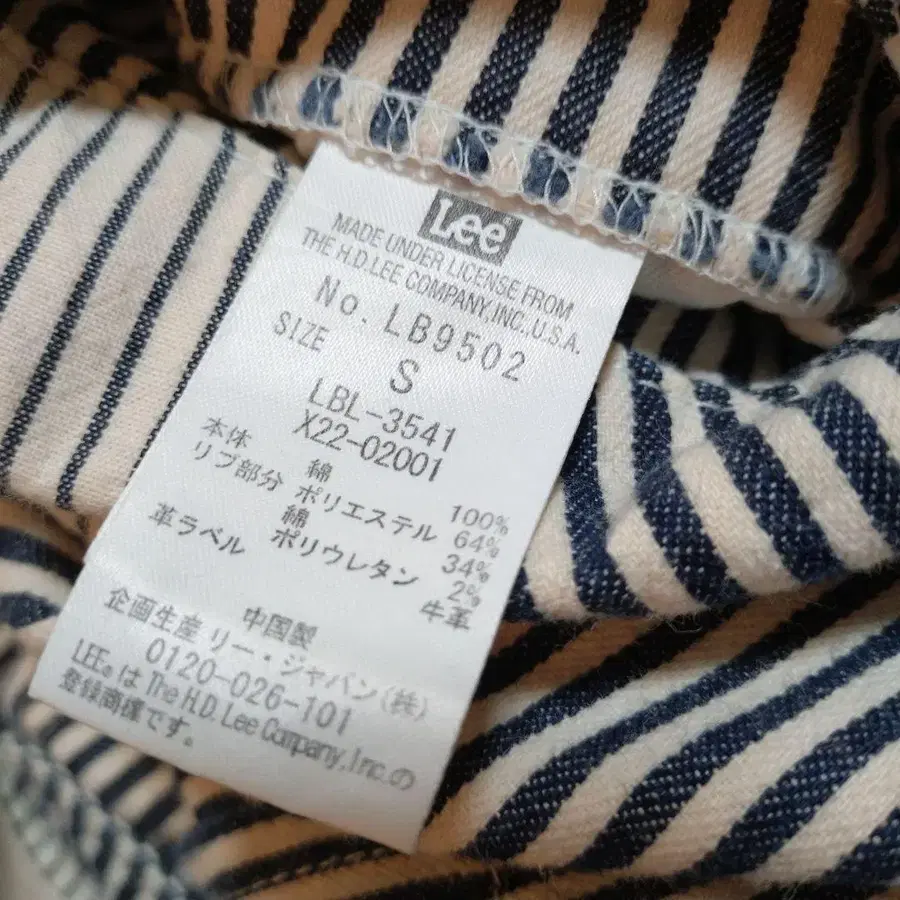 Lee
MADE UNDER LICENSE FROM
THE H.D.LEE COMPANY,INC.,U.S.A.
No. LB9502
SIZE S
LBL-3541
X22-02001
本体 綿 100%
リブ部分 ポリエステル 64%
綿 34%
ポリウレタン 2%
革ラベル 牛革
中国製
企画生産 リー・ジャパン(株)
0120-026-101
LEE®は The H.D. Lee Company, Inc.の
登録商標です。